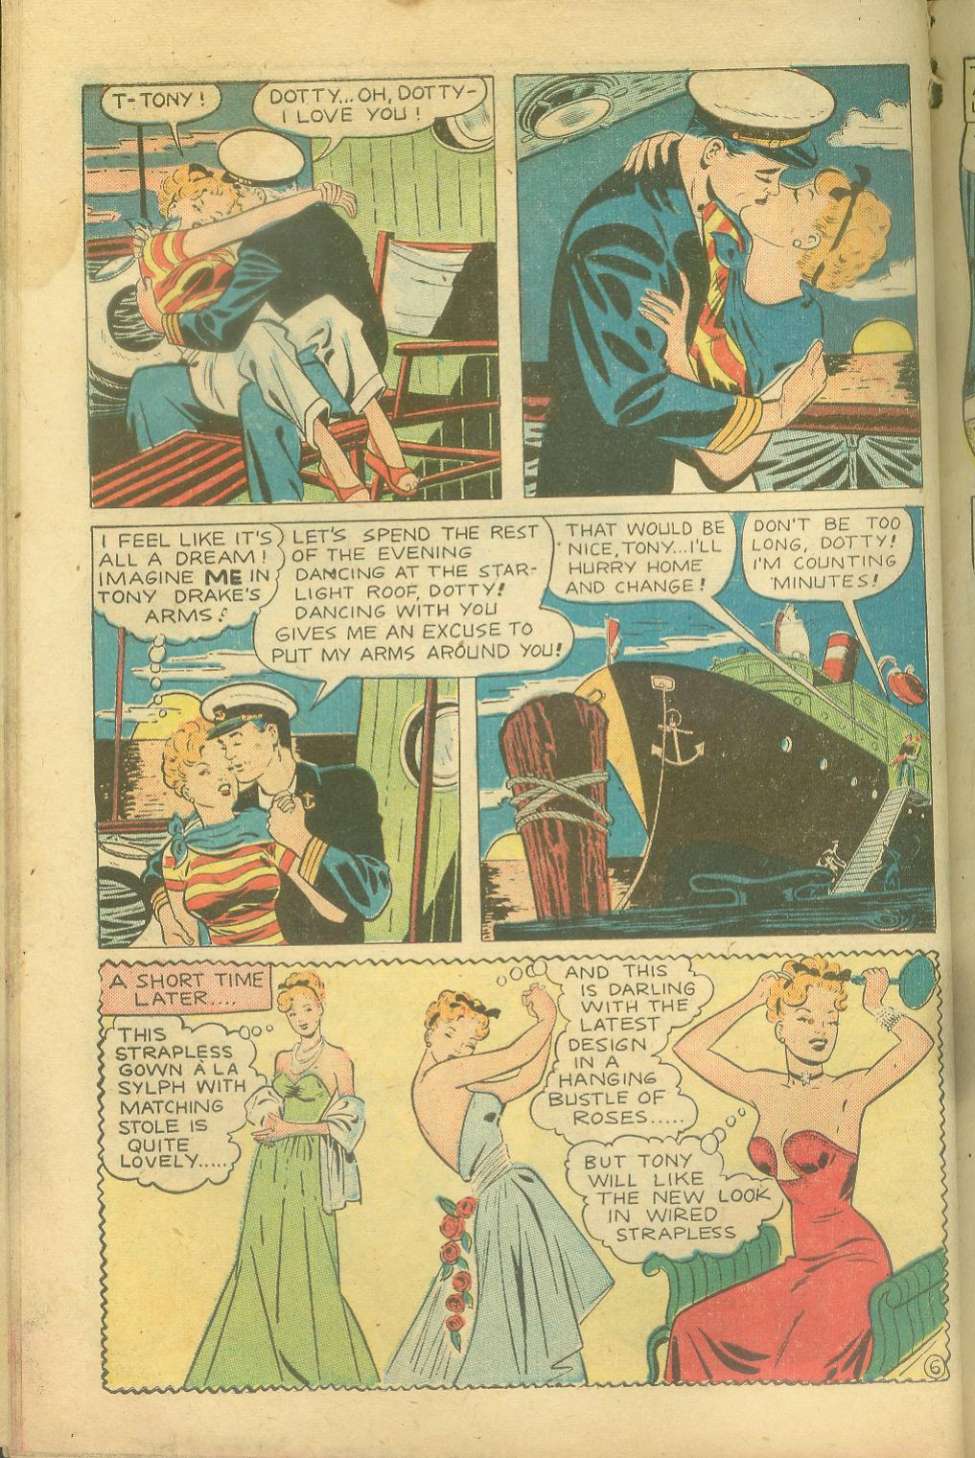 T-TONY!
DOTTY...OH, DOTTY-
I LOVE YOU!
I FEEL LIKE IT'S
ALL A DREAM!
IMAGINE ME IN
TONY DRAKE'S
ARMS!
LET'S SPEND THE REST
OF THE EVENING
DANCING AT THE STAR-
LIGHT ROOF, DOTTY!
DANCING WITH YOU
GIVES ME AN EXCUSE TO
PUT MY ARMS AROUND YOU!
THAT WOULD BE
NICE, TONY...I'LL
HURRY HOME
AND CHANGE!
DON'T BE TOO
LONG, DOTTY!
I'M COUNTING
MINUTES!
A SHORT TIME
LATER....
THIS
STRAPLESS
GOWN À LA
SYLPH WITH
MATCHING
STOLE IS
QUITE
LOVELY.....
AND THIS
IS DARLING
WITH THE
LATEST
DESIGN
IN A
HANGING
BUSTLE OF
ROSES.....
BUT TONY
WILL LIKE
THE NEW LOOK
IN WIRED
STRAPLESS
6